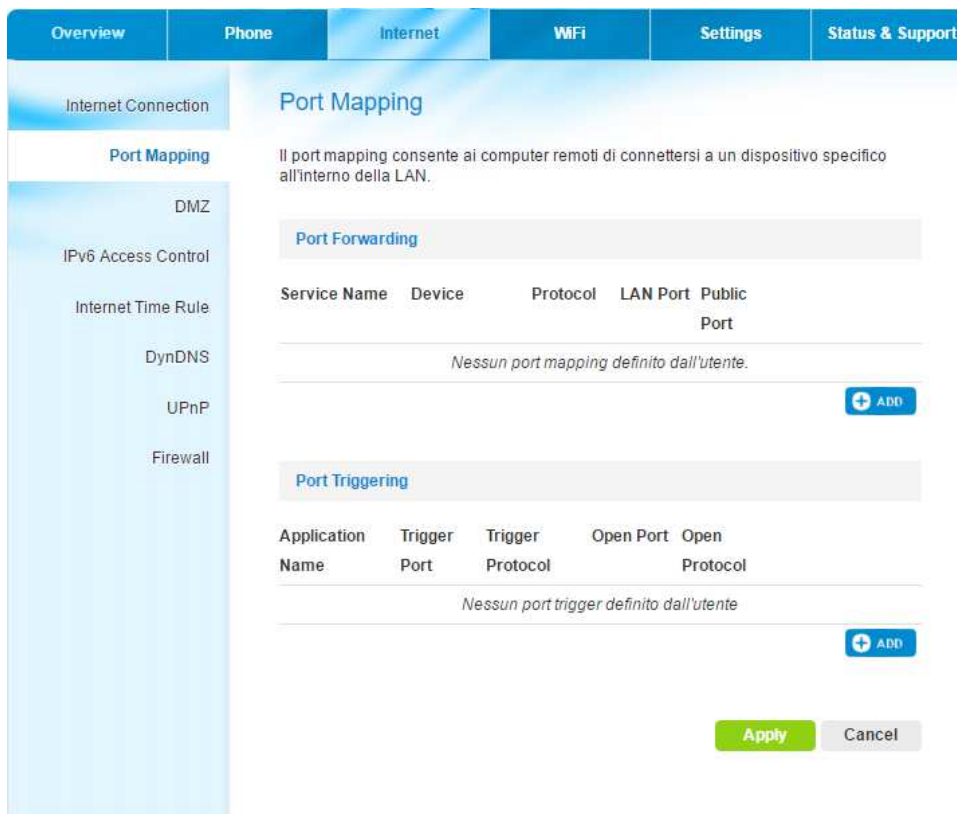 Overview Phone Internet WiFi Settings Status & Support
Internet Connection
Port Mapping
DMZ
IPv6 Access Control
Internet Time Rule
DynDNS
UPnP
Firewall
Port Mapping
Il port mapping consente ai computer remoti di connettersi a un dispositivo specifico
all'interno della LAN.
Port Forwarding
Service Name Device Protocol LAN Port Public
Port
Nessun port mapping definito dall'utente.
ADD
Port Triggering
Application Trigger Trigger Open Port Open
Name Port Protocol Protocol
Nessun port trigger definito dall'utente
ADD
Apply Cancel